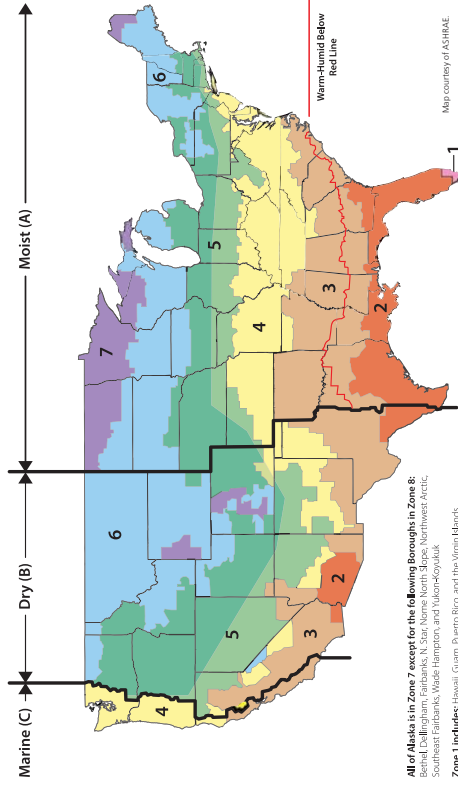 Marine (C)
Dry (B)
Moist (A)
6
7
6
5
4
5
4
3
3
2
2
1
Warm-Humid Below
Red Line
All of Alaska is in Zone 7 except for the following Boroughs in Zone 8:
Bethel, Dellingham, Fairbanks, N. Star, Nome North Slope, Northwest Arctic,
Southeast Fairbanks, Wade Hampton, and Yukon-Koyukuk
Zone 1 includes: Hawaii, Guam, Puerto Rico, and the Virgin Islands
Map courtesy of ASHRAE.